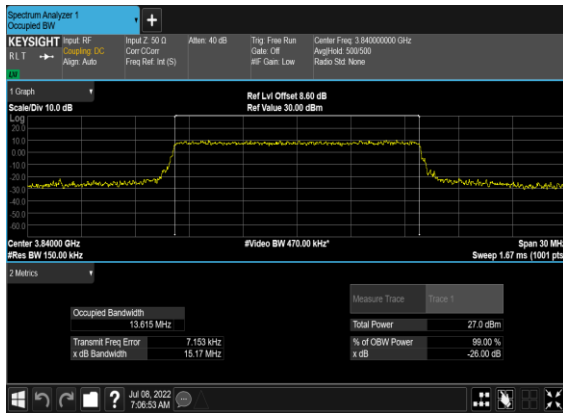 Spectrum Analyzer 1
Occupied BW
+
KEYSIGHT Input: RF Input Z: 50 Ω Atten: 40 dB Trig: Free Run Center Freq: 3.840000000 GHz
RLT Coupling: DC Corr CCorr Gate: Off Avg|Hold: 500/500
Align: Auto Freq Ref: Int (S) #IF Gain: Low Radio Std: None
1 Graph
Ref Lvl Offset 8.60 dB
Scale/Div 10.0 dB Ref Value 30.00 dBm
Log
20.0
10.0
0.00
-10.0
-20.0
-30.0
-40.0
-50.0
-60.0
Center 3.84000 GHz #Video BW 470.00 kHz* Span 30 MHz
#Res BW 150.00 kHz Sweep 1.67 ms (1001 pts
2 Metrics
Measure Trace Trace 1
Occupied Bandwidth
13.615 MHz Total Power 27.0 dBm
Transmit Freq Error 7.153 kHz % of OBW Power 99.00 %
x dB Bandwidth 15.17 MHz x dB -26.00 dB
Jul 08, 2022
7:06:53 AM